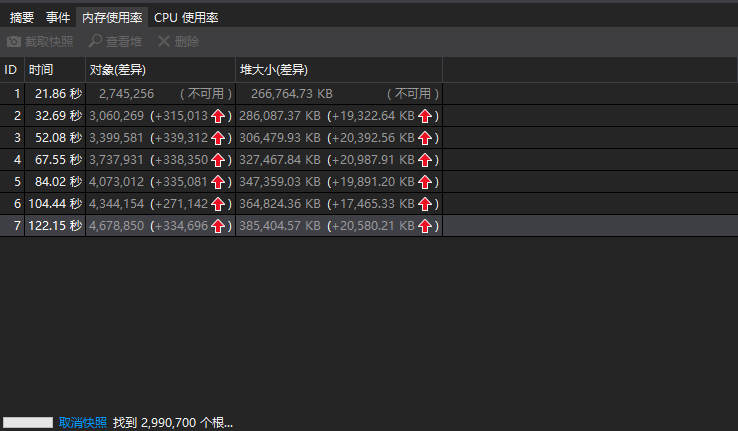 摘要 事件 内存使用率 CPU 使用率
截取快照 查看堆 删除
ID 时间 对象(差异) 堆大小(差异)
1 21.86 秒 2,745,256 (不可用) 266,764.73 KB (不可用)
2 32.69 秒 3,060,269 (+315,013) 286,087.37 KB (+19,322.64 KB)
3 52.08 秒 3,399,581 (+339,312) 306,479.93 KB (+20,392.56 KB)
4 67.55 秒 3,737,931 (+338,350) 327,467.84 KB (+20,987.91 KB)
5 84.02 秒 4,073,012 (+335,081) 347,359.03 KB (+19,891.20 KB)
6 104.44 秒 4,344,154 (+271,142) 364,824.36 KB (+17,465.33 KB)
7 122.15 秒 4,678,850 (+334,696) 385,404.57 KB (+20,580.21 KB)
取消快照 找到 2,990,700 个根...